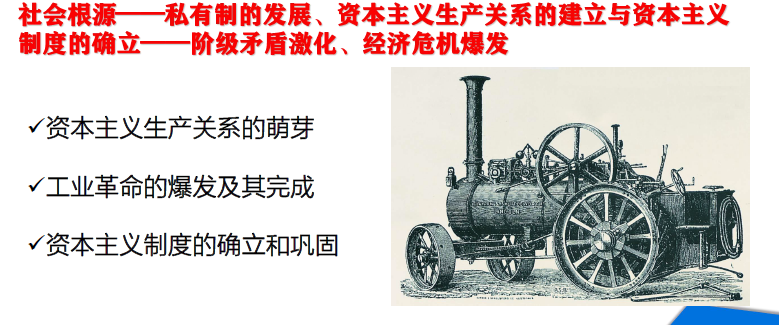 社会根源——私有制的发展、资本主义生产关系的建立与资本主义
制度的确立——阶级矛盾激化、经济危机爆发
✓资本主义生产关系的萌芽
✓工业革命的爆发及其完成
✓资本主义制度的确立和巩固